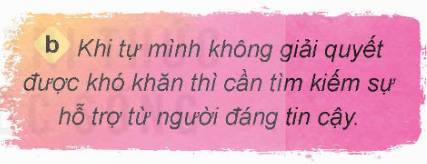 b Khi tự mình không giải quyết
được khó khăn thì cần tìm kiếm sự
hỗ trợ từ người đáng tin cậy.